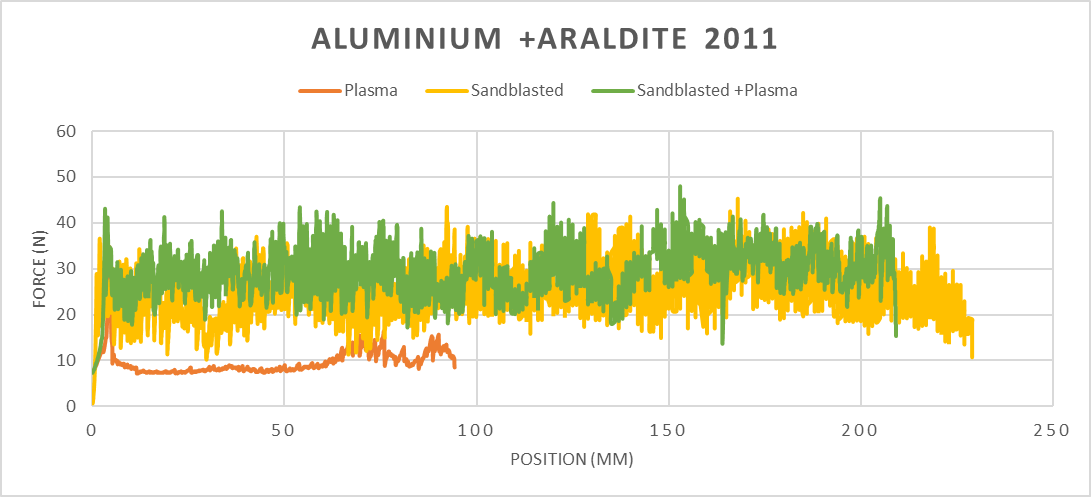 ALUMINIUM +ARALDITE 2011
Plasma Sandblasted Sandblasted +Plasma
60
50
40
30
20
10
0
FORCE (N)
0 50 100 150 200 250
POSITION (MM)